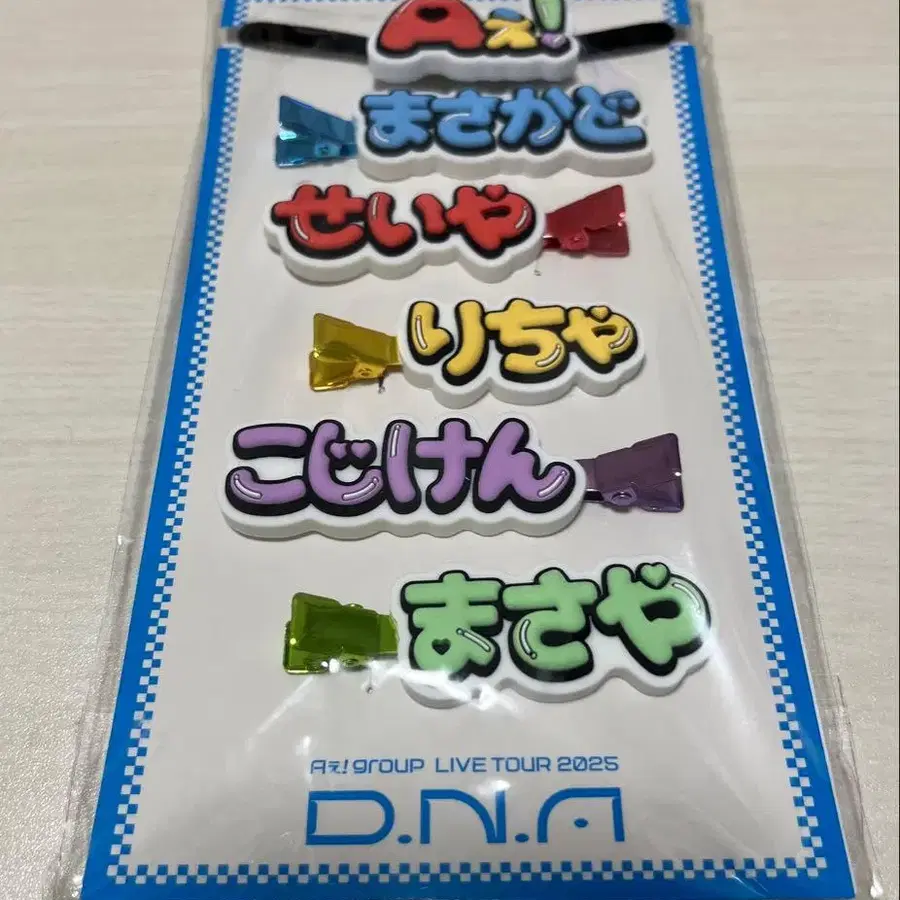 Aぇ!
まさかど
せいや
りちゃ
こじけん
まさや
Aぇ! group LIVE TOUR 2025
D.N.A